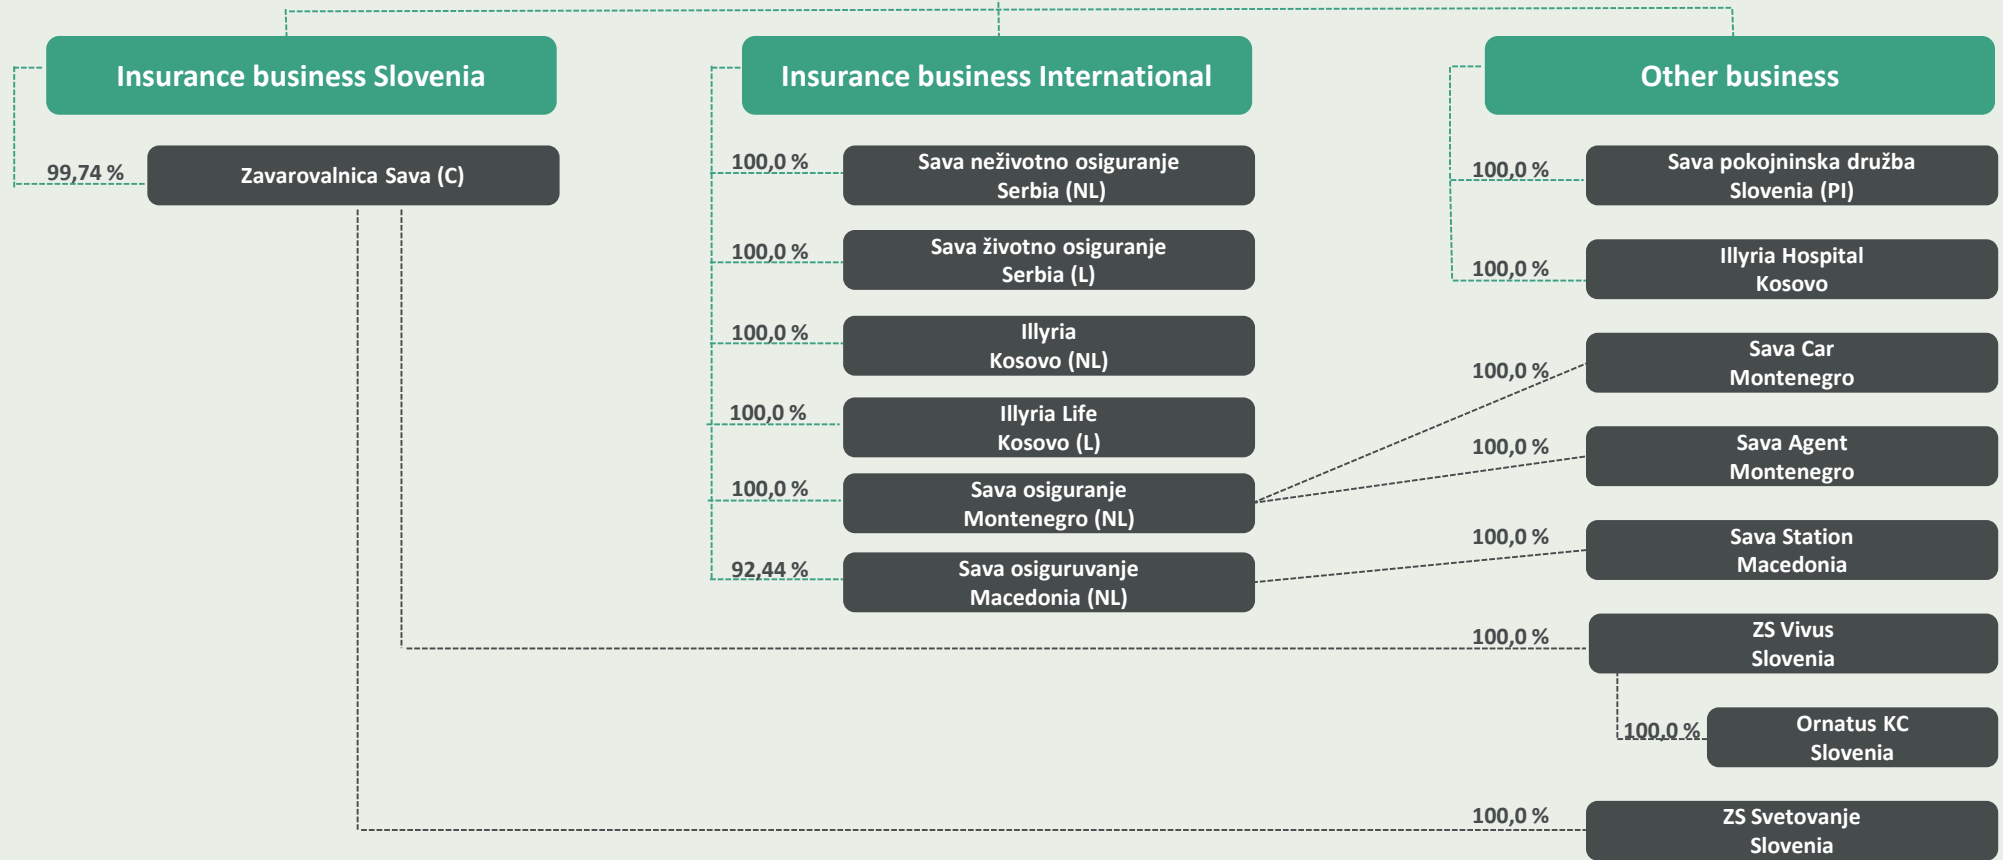 Insurance business Slovenia
99,74 %
Zavarovalnica Sava (C)
Insurance business International
100,0 %
Sava neživotno osiguranje
Serbia (NL)
100,0 %
Sava životno osiguranje
Serbia (L)
100,0 %
Illyria
Kosovo (NL)
100,0 %
Illyria Life
Kosovo (L)
100,0 %
Sava osiguranje
Montenegro (NL)
92,44 %
Sava osiguruvanje
Macedonia (NL)
Other business
100,0 %
Sava pokojninska družba
Slovenia (PI)
100,0 %
Illyria Hospital
Kosovo
100,0 %
Sava Car
Montenegro
100,0 %
Sava Agent
Montenegro
100,0 %
Sava Station
Macedonia
100,0 %
ZS Vivus
Slovenia
100,0 %
Ornatus KC
Slovenia
100,0 %
ZS Svetovanje
Slovenia